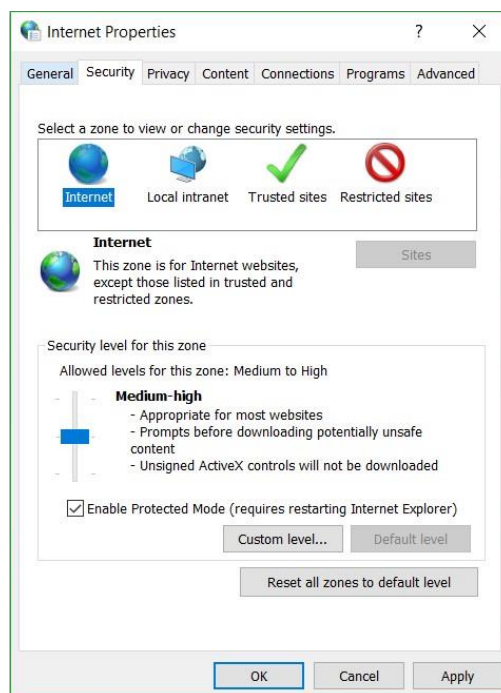 Internet Properties
?
General Security Privacy Content Connections Programs Advanced
Select a zone to view or change security settings.
Internet Local intranet Trusted sites Restricted sites
Internet
Sites
This zone is for Internet websites,
except those listed in trusted and
restricted zones.
Security level for this zone
Allowed levels for this zone: Medium to High
Medium-high
- Appropriate for most websites
- Prompts before downloading potentially unsafe
content
- Unsigned ActiveX controls will not be downloaded
Enable Protected Mode (requires restarting Internet Explorer)
Custom level... Default level
Reset all zones to default level
OK Cancel Apply